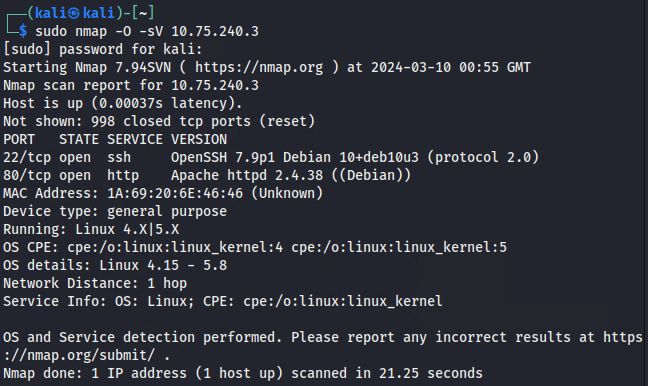 ┌──(kali㉿kali)-[~]
└─$ sudo nmap -O -sV 10.75.240.3
[sudo] password for kali:
Starting Nmap 7.94SVN ( https://nmap.org ) at 2024-03-10 00:55 GMT
Nmap scan report for 10.75.240.3
Host is up (0.00037s latency).
Not shown: 998 closed tcp ports (reset)
PORT   STATE SERVICE VERSION
22/tcp open  ssh     OpenSSH 7.9p1 Debian 10+deb10u3 (protocol 2.0)
80/tcp open  http    Apache httpd 2.4.38 ((Debian))
MAC Address: 1A:69:20:6E:46:46 (Unknown)
Device type: general purpose
Running: Linux 4.X|5.X
OS CPE: cpe:/o:linux:linux_kernel:4 cpe:/o:linux:linux_kernel:5
OS details: Linux 4.15 - 5.8
Network Distance: 1 hop
Service Info: OS: Linux; CPE: cpe:/o:linux:linux_kernel
OS and Service detection performed. Please report any incorrect results at https
://nmap.org/submit/ .
Nmap done: 1 IP address (1 host up) scanned in 21.25 seconds